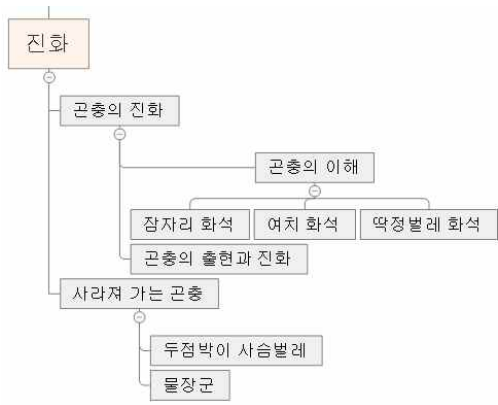 진화
곤충의 진화
곤충의 이해
잠자리 화석
여치 화석
딱정벌레 화석
곤충의 출현과 진화
사라져 가는 곤충
두점박이 사슴벌레
물장군